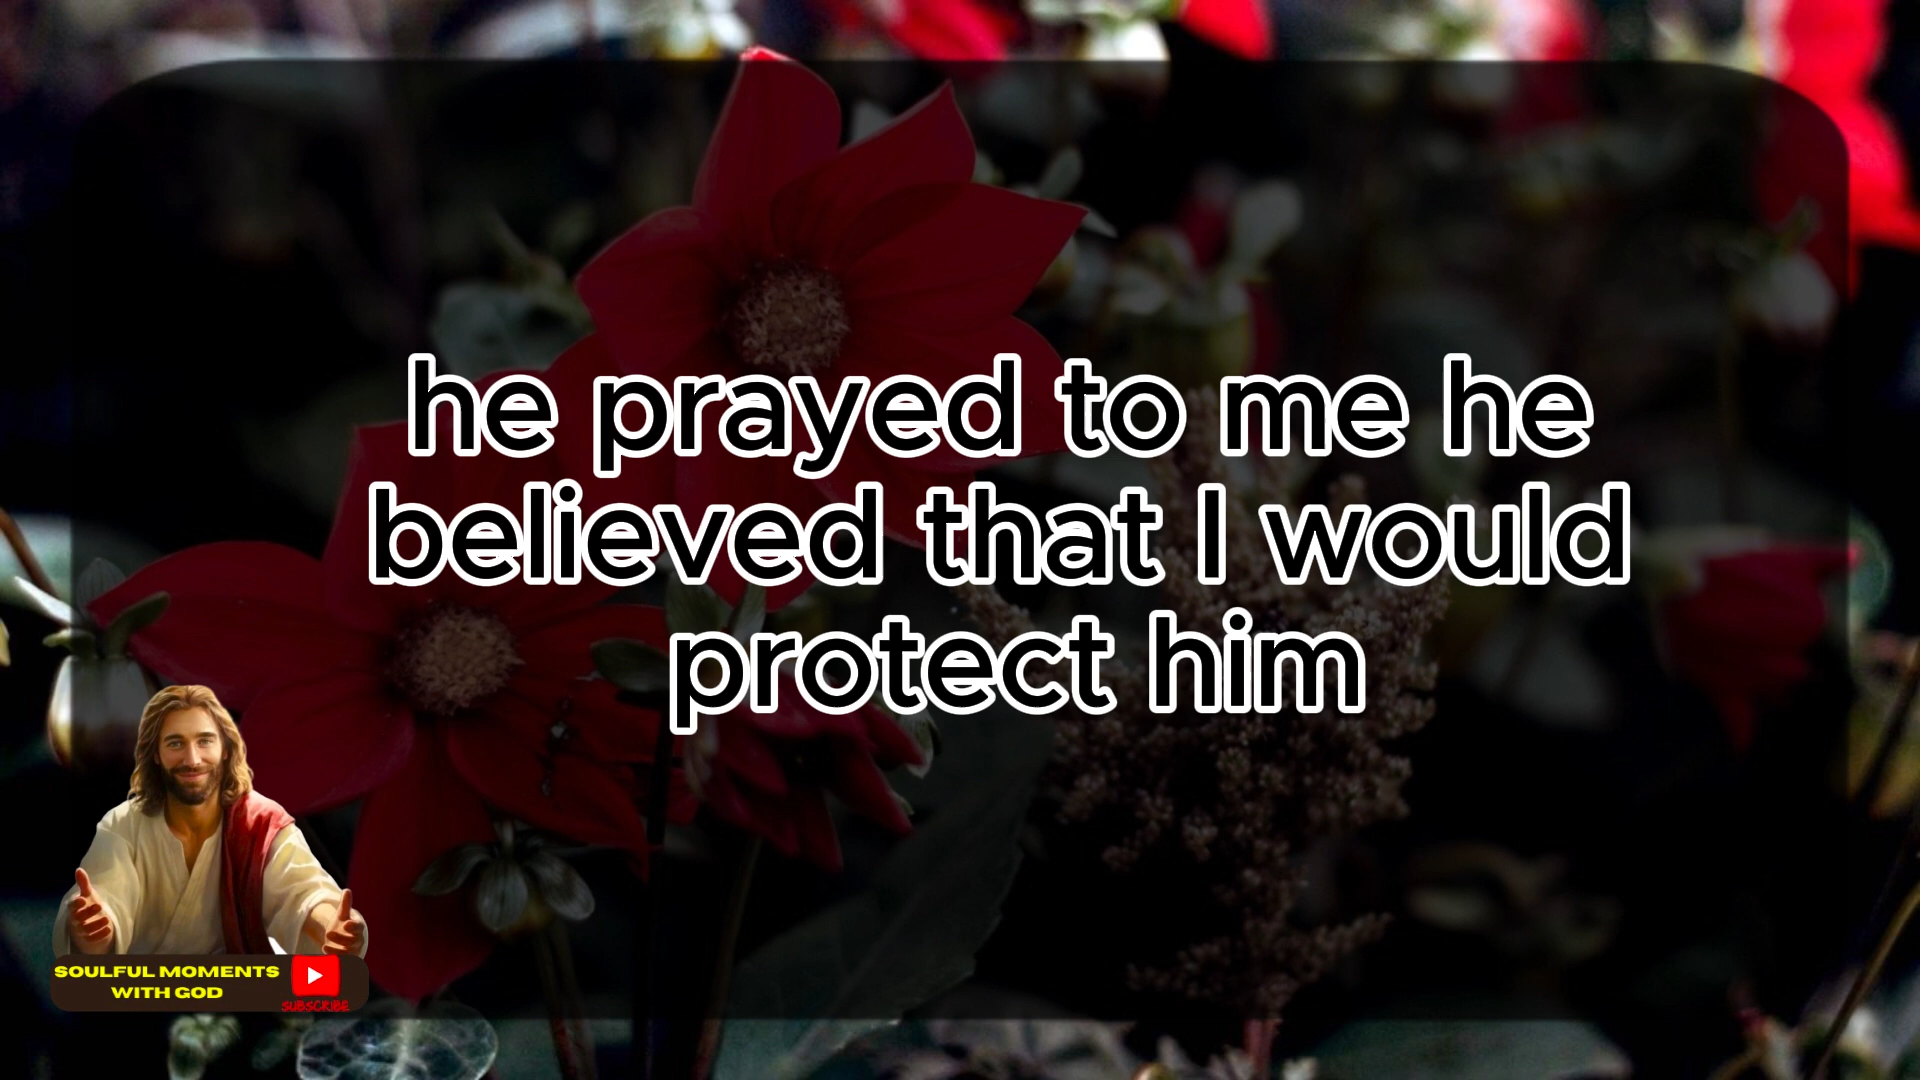 he prayed to me he
believed that I would
protect him
SOULFUL MOMENTS
WITH GOD
SUBSCRIBE